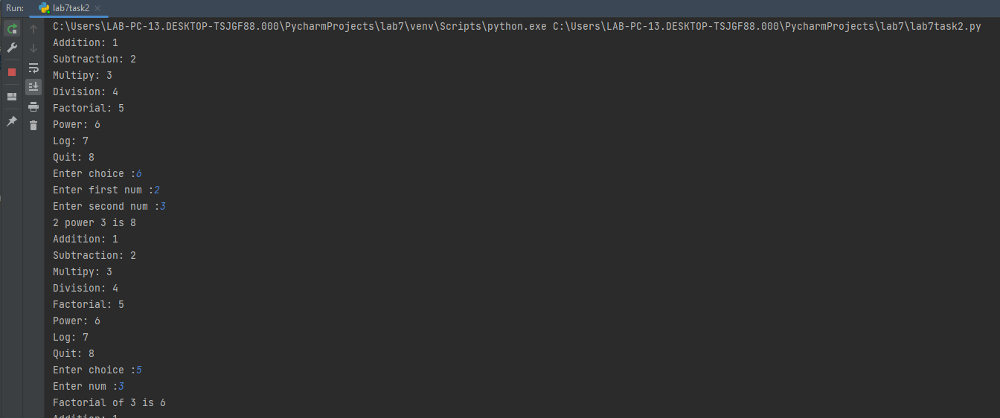 Run: lab7task2
C:\Users\LAB-PC-13.DESKTOP-TSJGF88.000\PycharmProjects\lab7\venv\Scripts\python.exe C:\Users\LAB-PC-13.DESKTOP-TSJGF88.000\PycharmProjects\lab7\lab7task2.py
Addition: 1
Subtraction: 2
Multipy: 3
Division: 4
Factorial: 5
Power: 6
Log: 7
Quit: 8
Enter choice :6
Enter first num :2
Enter second num :3
2 power 3 is 8
Addition: 1
Subtraction: 2
Multipy: 3
Division: 4
Factorial: 5
Power: 6
Log: 7
Quit: 8
Enter choice :5
Enter num :3
Factorial of 3 is 6
Addition: 1